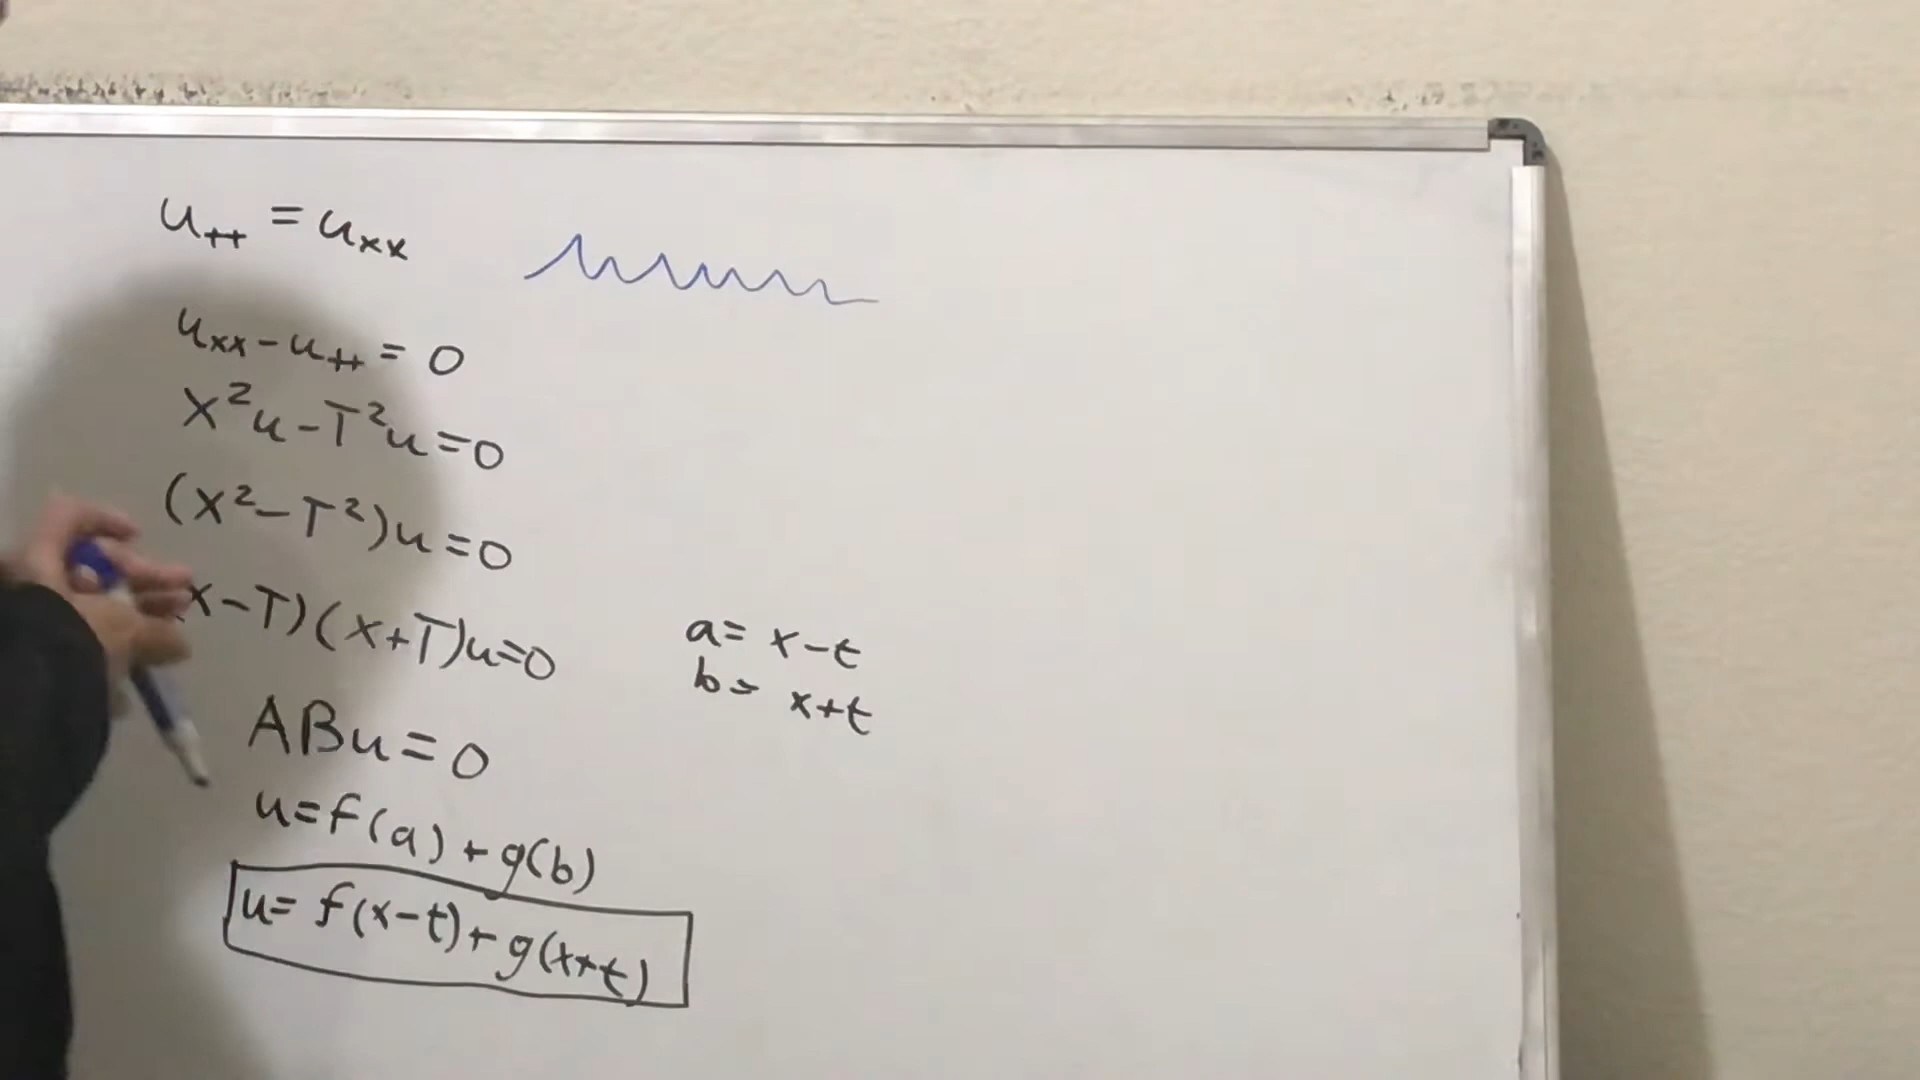 u_tt = u_xx
u_xx - u_tt = 0
X²u - T²u = 0
(X² - T²)u = 0
(X - T)(X + T)u = 0
a = x - t
b = x + t
ABu = 0
u = f(a) + g(b)
u = f(x - t) + g(x + t)